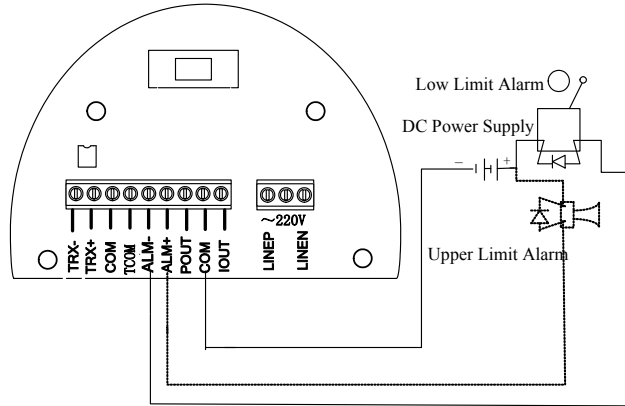 Low Limit Alarm
DC Power Supply
− +
~220V
Upper Limit Alarm
TRX-
TRX+
COM
TCOM
ALM-
ALM+
POUT
COM
IOUT
LINEP
LINEN